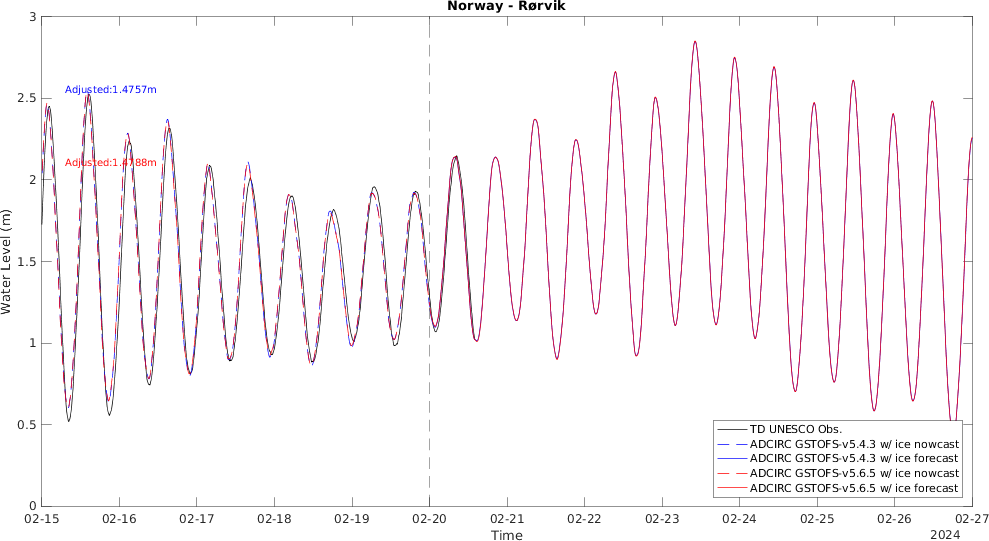 Norway - Rørvik
3
2.5
2
1.5
1
0.5
0
Water Level (m)
Adjusted:1.4757m
Adjusted:1.4788m
TD UNESCO Obs.
ADCIRC GSTOFS-v5.4.3 w/ ice nowcast
ADCIRC GSTOFS-v5.4.3 w/ ice forecast
ADCIRC GSTOFS-v5.6.5 w/ ice nowcast
ADCIRC GSTOFS-v5.6.5 w/ ice forecast
02-15 02-16 02-17 02-18 02-19 02-20 02-21 02-22 02-23 02-24 02-25 02-26 02-27
Time
2024